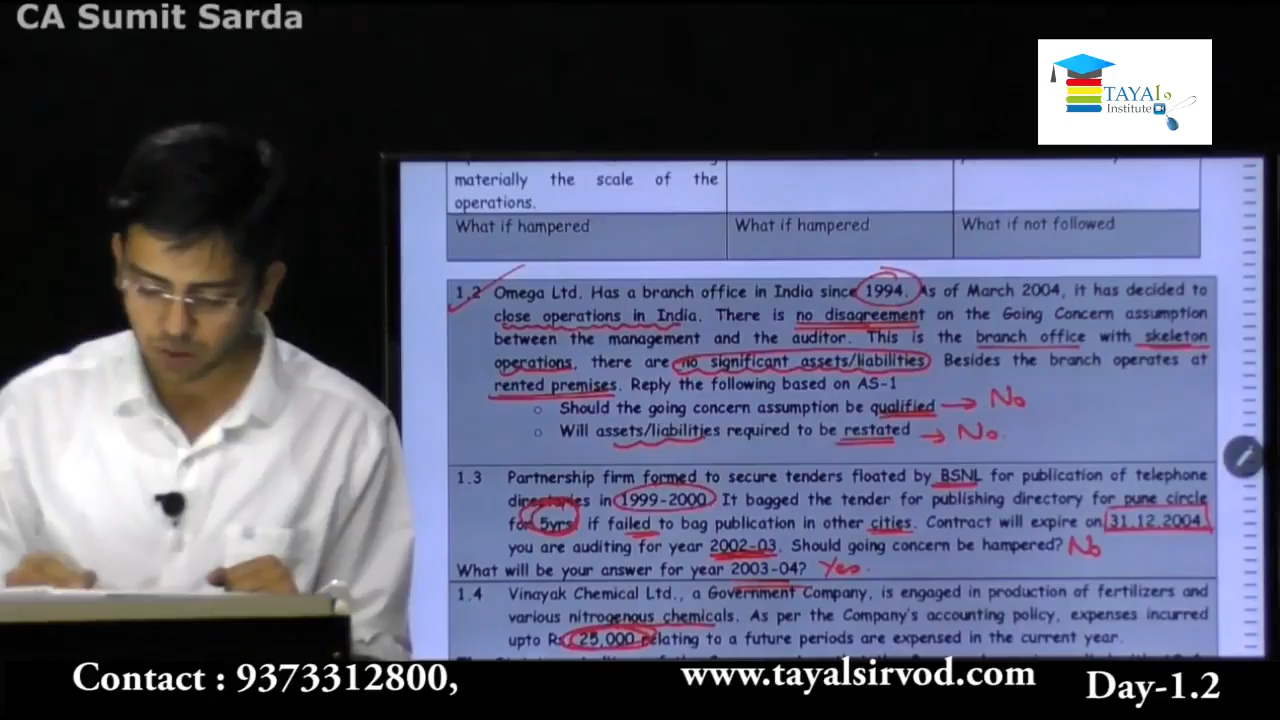 CA Sumit Sarda
TAYALs
Institute
materially the scale of the
operations.
What if hampered What if hampered What if not followed
1.2 Omega Ltd. Has a branch office in India since 1994. As of March 2004, it has decided to
close operations in India. There is no disagreement on the Going Concern assumption
between the management and the auditor. This is the branch office with skeleton
operations, there are no significant assets/liabilities Besides the branch operates at
rented premises. Reply the following based on AS-1
o Should the going concern assumption be qualified → No
o Will assets/liabilities required to be restated → No.
1.3 Partnership firm formed to secure tenders floated by BSNL for publication of telephone
directories in 1999-2000 It bagged the tender for publishing directory for pune circle
for 5yrs if failed to bag publication in other cities. Contract will expire on 31.12.2004
you are auditing for year 2002-03. Should going concern be hampered? No
What will be your answer for year 2003-04? Yes.
1.4 Vinayak Chemical Ltd., a Government Company, is engaged in production of fertilizers and
various nitrogenous chemicals. As per the Company's accounting policy, expenses incurred
upto Rs. 25,000 relating to a future periods are expensed in the current year.
Contact : 9373312800,
www.tayalsirvod.com
Day-1.2